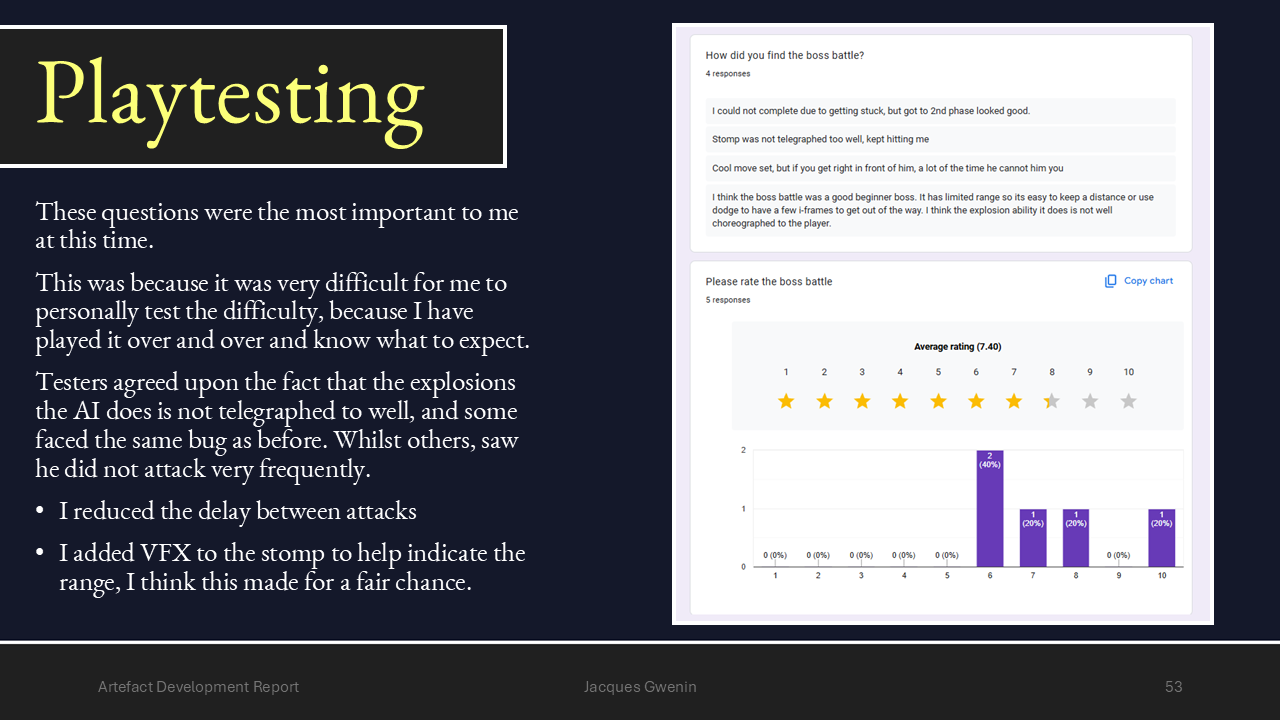 Playtesting
These questions were the most important to me
at this time.
This was because it was very difficult for me to
personally test the difficulty, because I have
played it over and over and know what to expect.
Testers agreed upon the fact that the explosions
the AI does is not telegraphed to well, and some
faced the same bug as before. Whilst others, saw
he did not attack very frequently.
• I reduced the delay between attacks
• I added VFX to the stomp to help indicate the
range, I think this made for a fair chance.
How did you find the boss battle?
4 responses
I could not complete due to getting stuck, but got to 2nd phase looked good.
Stomp was not telegraphed too well, kept hitting me
Cool move set, but if you get right in front of him, a lot of the time he cannot him you
I think the boss battle was a good beginner boss. It has limited range so its easy to keep a distance or use
dodge to have a few i-frames to get out of the way. I think the explosion ability it does is not well
choreographed to the player.
Please rate the boss battle
Copy chart
5 responses
Average rating (7.40)
1 2 3 4 5 6 7 8 9 10
2
1
0
0 (0%) 0 (0%) 0 (0%) 0 (0%) 0 (0%) 2 (40%) 1 (20%) 1 (20%) 0 (0%) 1 (20%)
1 2 3 4 5 6 7 8 9 10
Artefact Development Report
Jacques Gwenin
53